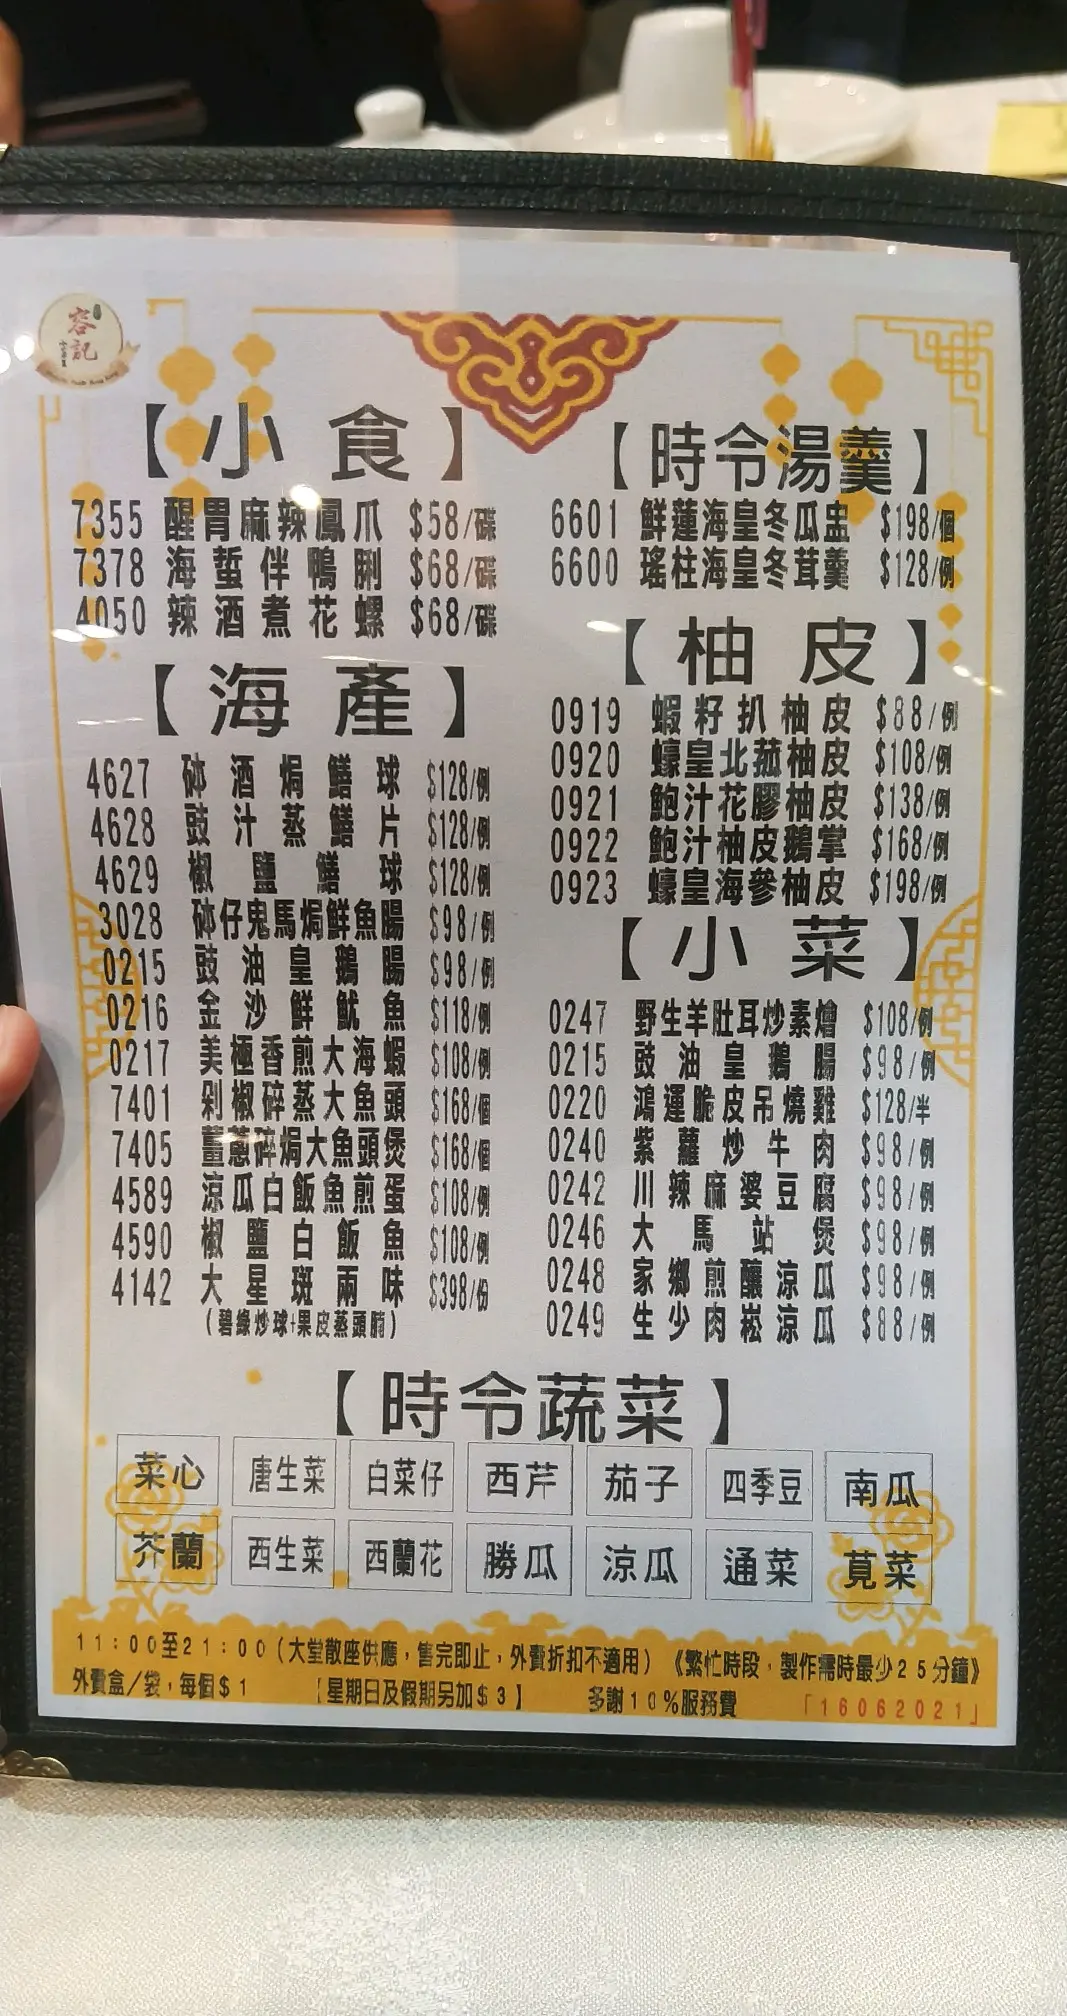 容記
【小食】
7355 醒胃麻辣鳳爪 $58/碟
7378 海蜇伴鴨脷 $68/碟
4050 辣酒煮花螺 $68/碟
【海產】
4627 砵酒焗鱔球 $128/例
4628 豉汁蒸鱔片 $128/例
4629 椒鹽鱔球 $128/例
3028 砵仔鬼馬焗鮮魚腸 $98/例
0215 豉油皇鵝腸 $98/例
0216 金沙鮮魷魚 $118/例
0217 美極香煎大海蝦 $108/例
7401 剁椒碎蒸大魚頭 $168/個
7405 薑蔥碎焗大魚頭煲 $168/個
4589 涼瓜白飯魚煎蛋 $108/例
4590 椒鹽白飯魚 $108/例
4142 大星斑兩味 $398/份
(碧綠炒球+果皮蒸頭腩)
【時令湯羹】
6601 鮮蓮海皇冬瓜盅 $198/個
6600 瑤柱海皇冬茸羹 $128/例
【柚皮】
0919 蝦籽扒柚皮 $88/例
0920 蠔皇北菰柚皮 $108/例
0921 鮑汁花膠柚皮 $138/例
0922 鮑汁柚皮鵝掌 $168/例
0923 蠔皇海參柚皮 $198/例
【小菜】
0247 野生羊肚耳炒素燴 $108/例
0215 豉油皇鵝腸 $98/例
0220 鴻運脆皮吊燒雞 $128/半
0240 紫蘿炒牛肉 $98/例
0242 川辣麻婆豆腐 $98/例
0246 大馬站煲 $98/例
0248 家鄉煎釀涼瓜 $98/例
0249 生少肉崧涼瓜 $88/例
【時令蔬菜】
菜心 唐生菜 白菜仔 西芹 茄子 四季豆 南瓜
芥蘭 西生菜 西蘭花 勝瓜 涼瓜 通菜 莧菜
11:00至21:00(大堂散座供應，售完即止，外賣折扣不適用)《繁忙時段，製作需時最少25分鐘》
外賣盒/袋，每個$1 【星期日及假期另加$3】 多謝10%服務費 「16062021」